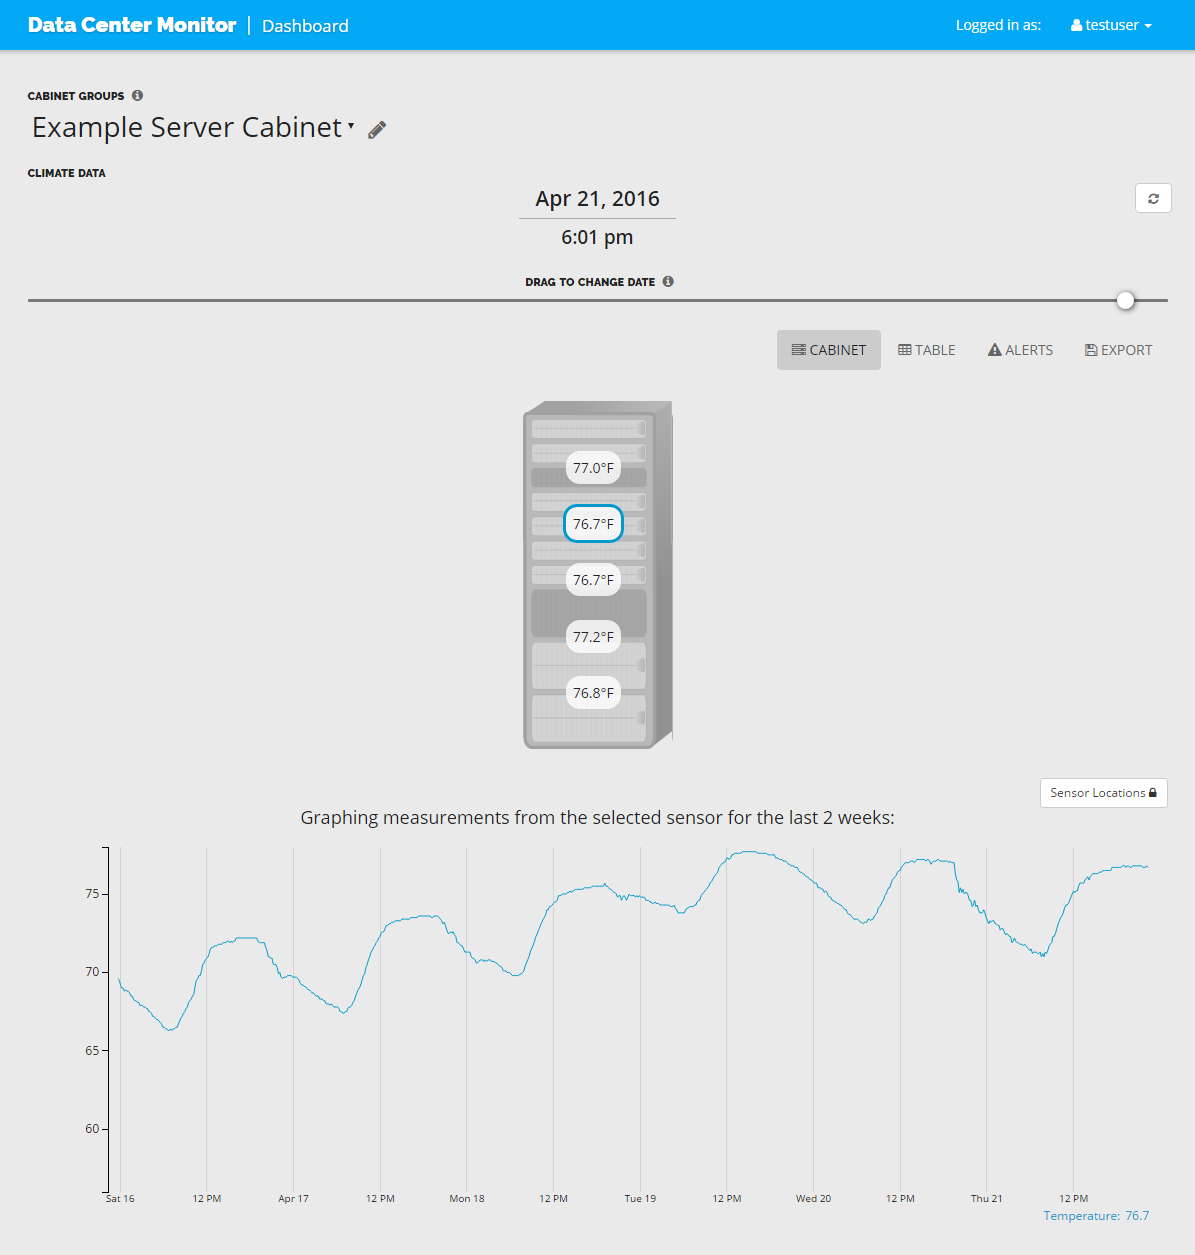 Data Center Monitor | Dashboard
Logged in as: testuser
CABINET GROUPS
Example Server Cabinet
CLIMATE DATA
Apr 21, 2016
6:01 pm
DRAG TO CHANGE DATE
CABINET TABLE ALERTS EXPORT
77.0°F
76.7°F
76.7°F
77.2°F
76.8°F
Sensor Locations
Graphing measurements from the selected sensor for the last 2 weeks:
75
70
65
60
Sat 16 12 PM Apr 17 12 PM Mon 18 12 PM Tue 19 12 PM Wed 20 12 PM Thu 21 12 PM
Temperature: 76.7